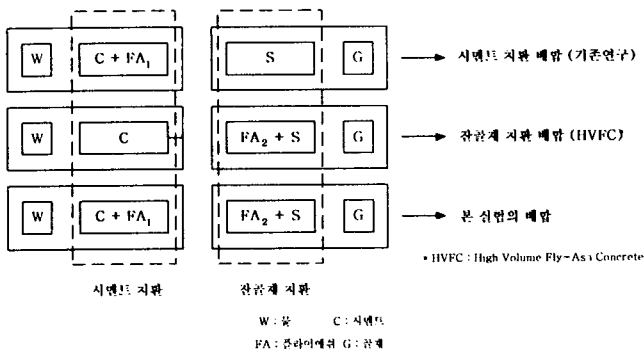 W C + FA₁ S G → 시멘트 치환 배합 (기존연구)
W C FA₂ + S G → 잔골재 치환 배합 (HVFC)
W C + FA₁ FA₂ + S G → 본 실험의 배합
* HVFC : High Volume Fly-Ash Concrete
시멘트 치환 잔골재 치환
W : 물 C : 시멘트
FA : 플라이애쉬 G : 골재